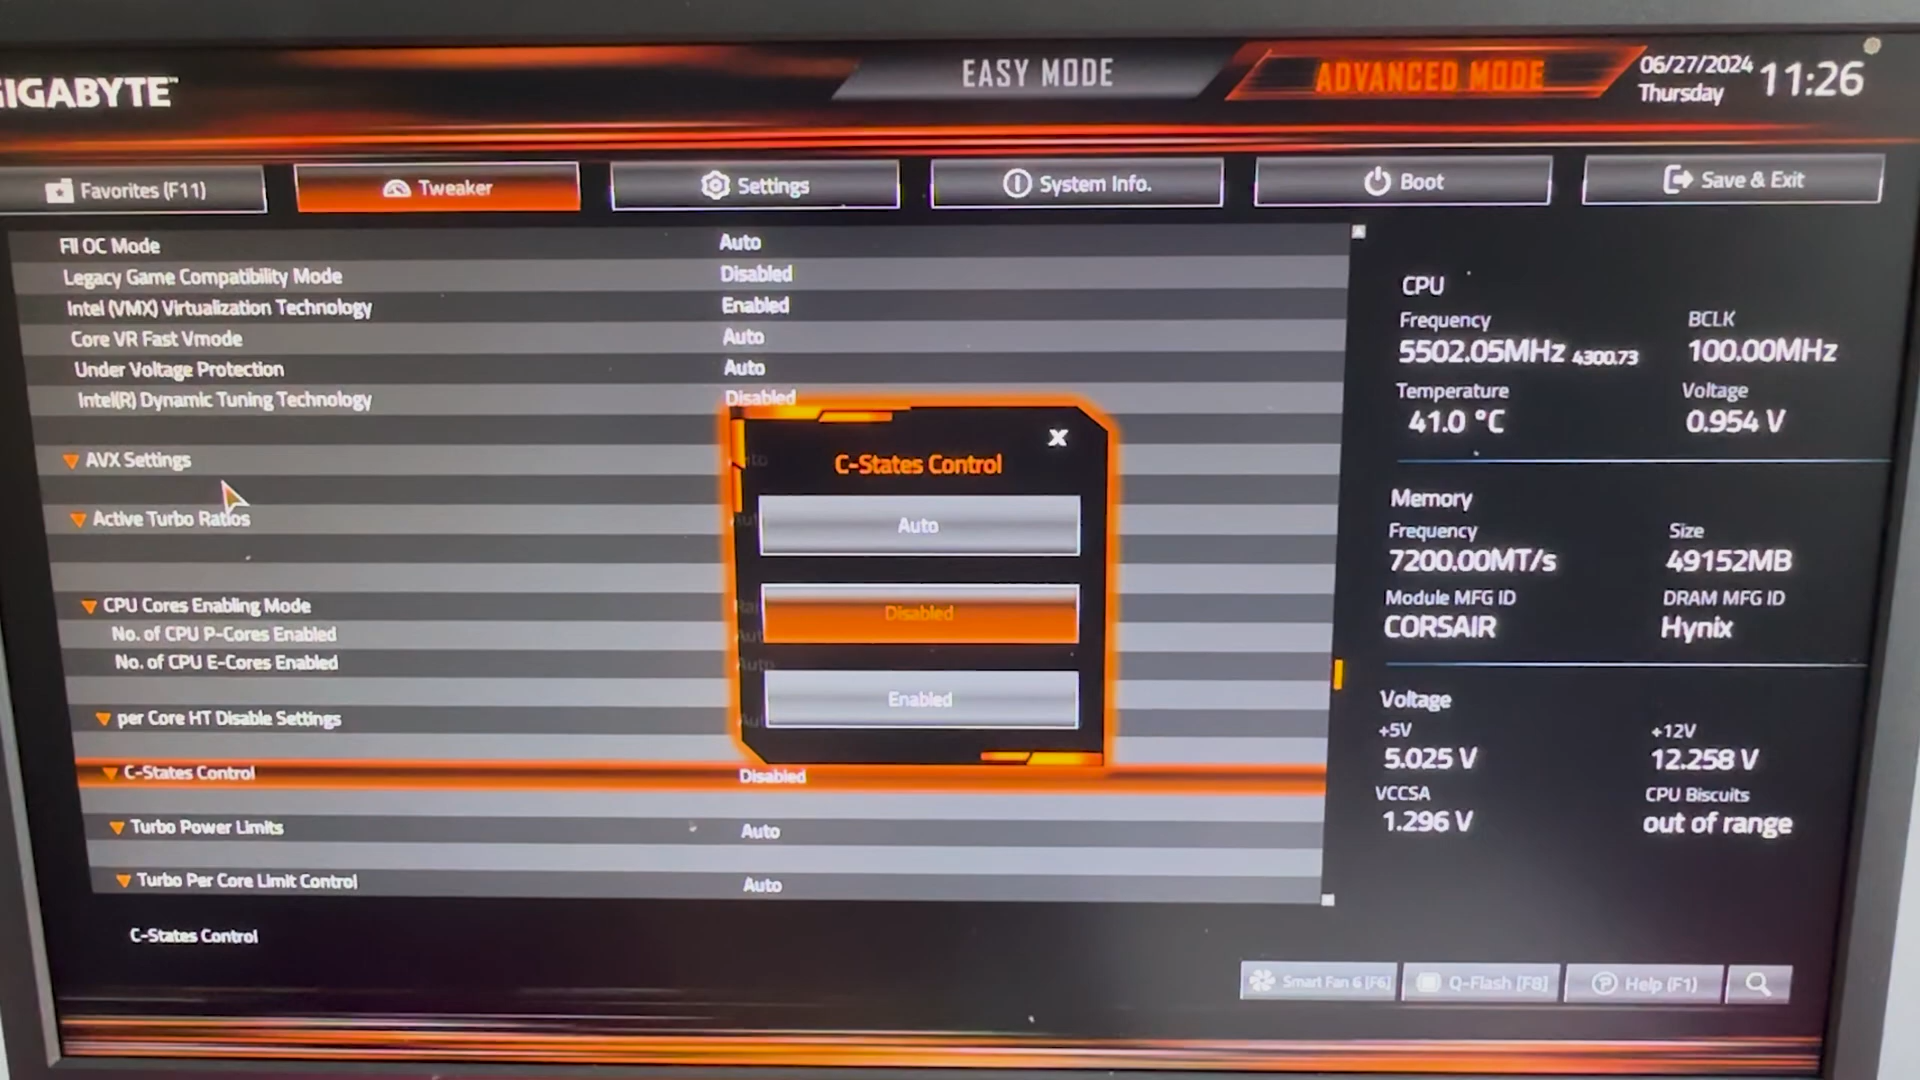 GIGABYTE™
EASY MODE
ADVANCED MODE
06/27/2024
Thursday
11:26
Favorites (F11)
Tweaker
Settings
System Info.
Boot
Save & Exit
FII OC Mode Auto
Legacy Game Compatibility Mode Disabled
Intel (VMX) Virtualization Technology Enabled
Core VR Fast Vmode Auto
Under Voltage Protection Auto
Intel(R) Dynamic Tuning Technology Disabled
AVX Settings
Active Turbo Ratios
CPU Cores Enabling Mode
No. of CPU P-Cores Enabled
No. of CPU E-Cores Enabled
per Core HT Disable Settings
C-States Control Disabled
Turbo Power Limits Auto
Turbo Per Core Limit Control Auto
C-States Control
X
C-States Control
Auto
Disabled
Enabled
CPU
Frequency BCLK
5502.05MHz 4300.73 100.00MHz
Temperature Voltage
41.0 °C 0.954 V
Memory
Frequency Size
7200.00MT/s 49152MB
Module MFG ID DRAM MFG ID
CORSAIR Hynix
Voltage
+5V +12V
5.025 V 12.258 V
VCCSA CPU Biscuits
1.296 V out of range
Smart Fan 6 [F6]
Q-Flash [F8]
Help (F1)